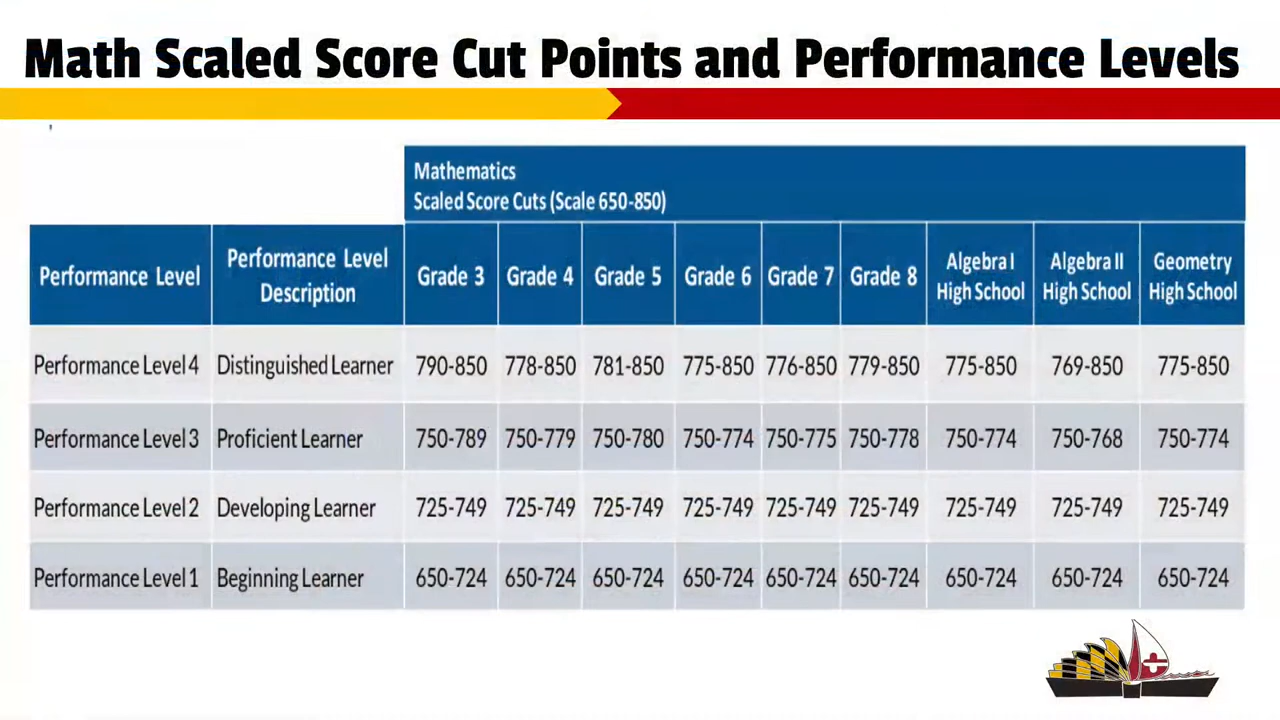 Math Scaled Score Cut Points and Performance Levels
Mathematics
Scaled Score Cuts (Scale 650-850)
Performance Level Performance Level Description Grade 3 Grade 4 Grade 5 Grade 6 Grade 7 Grade 8 Algebra I High School Algebra II High School Geometry High School
Performance Level 4 Distinguished Learner 790-850 778-850 781-850 775-850 776-850 779-850 775-850 769-850 775-850
Performance Level 3 Proficient Learner 750-789 750-779 750-780 750-774 750-775 750-778 750-774 750-768 750-774
Performance Level 2 Developing Learner 725-749 725-749 725-749 725-749 725-749 725-749 725-749 725-749 725-749
Performance Level 1 Beginning Learner 650-724 650-724 650-724 650-724 650-724 650-724 650-724 650-724 650-724